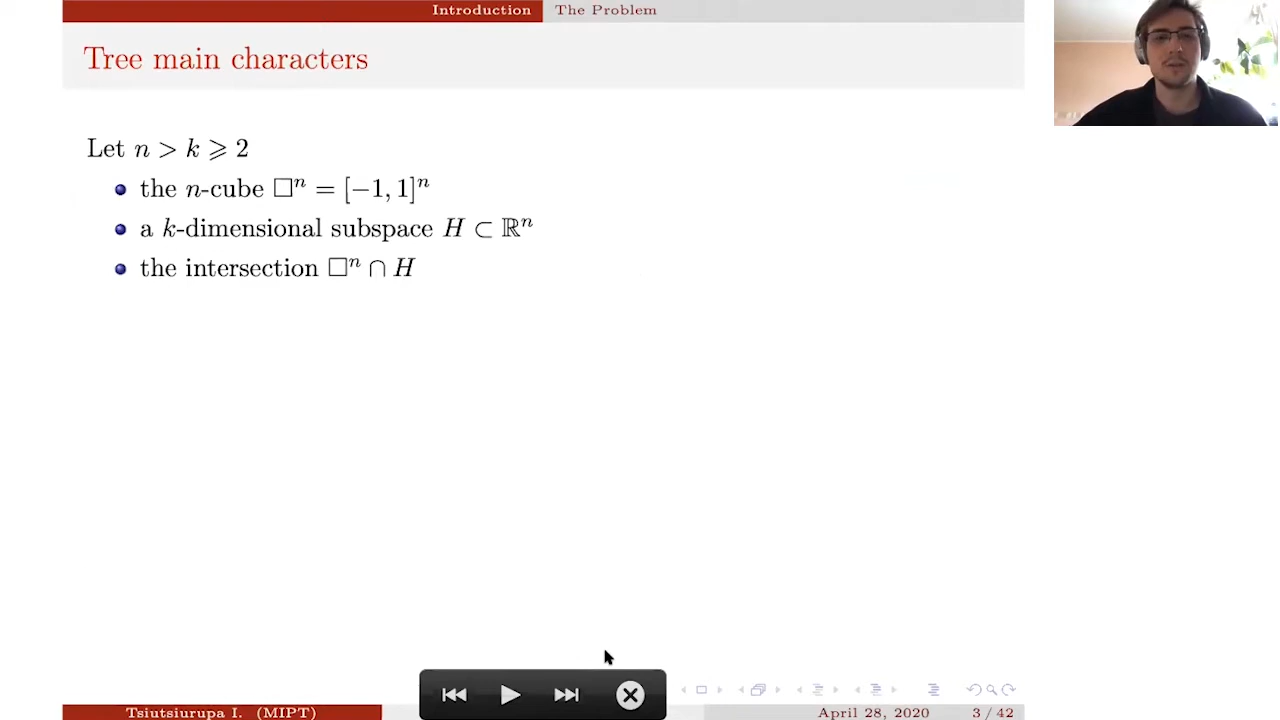 Introduction The Problem
Tree main characters
Let n > k ⩾ 2
the n-cube □ⁿ = [−1, 1]ⁿ
a k-dimensional subspace H ⊂ ℝⁿ
the intersection □ⁿ ∩ H
Tsiutsiurupa I. (MIPT) April 28, 2020 3 / 42